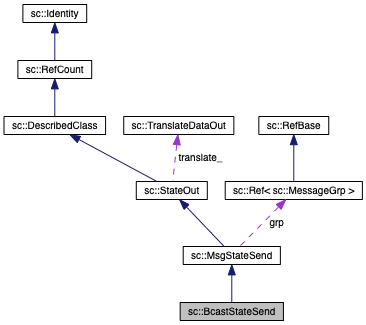 sc::Identity
sc::RefCount
sc::DescribedClass
sc::TranslateDataOut
sc::RefBase
translate_
sc::StateOut
sc::Ref< sc::MessageGrp >
grp
sc::MsgStateSend
sc::BcastStateSend